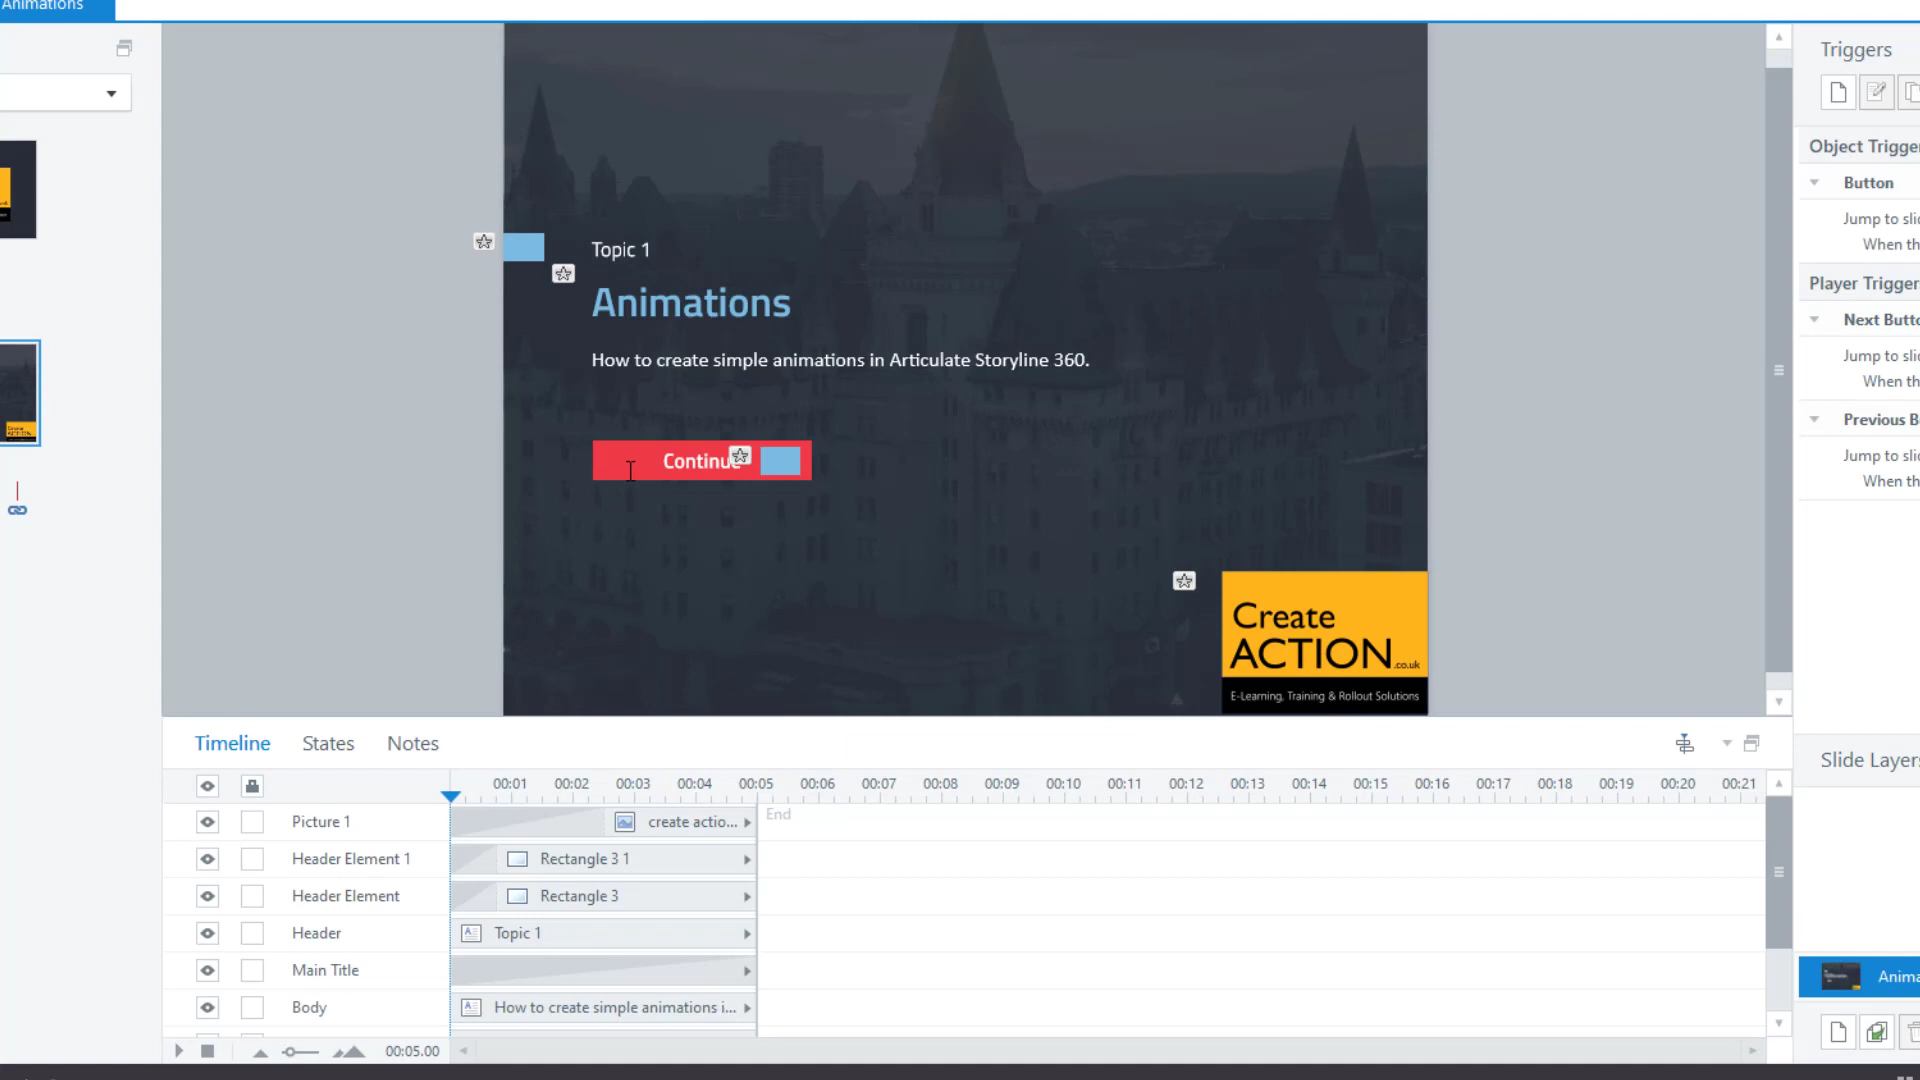 Animations
Triggers
Object Trigge
Button
Jump to slid
When th
Player Trigger
Next Butto
Jump to slid
When th
Previous B
Jump to slid
When th
Topic 1
Animations
How to create simple animations in Articulate Storyline 360.
Continue
Create
ACTION.co.uk
E-Learning, Training & Rollout Solutions
Timeline States Notes
Slide Layers
00:01 00:02 00:03 00:04 00:05 00:06 00:07 00:08 00:09 00:10 00:11 00:12 00:13 00:14 00:15 00:16 00:17 00:18 00:19 00:20 00:21
Picture 1 create actio... End
Header Element 1 Rectangle 3 1
Header Element Rectangle 3
Header Topic 1
Main Title
Body How to create simple animations i...
Anima
00:05.00